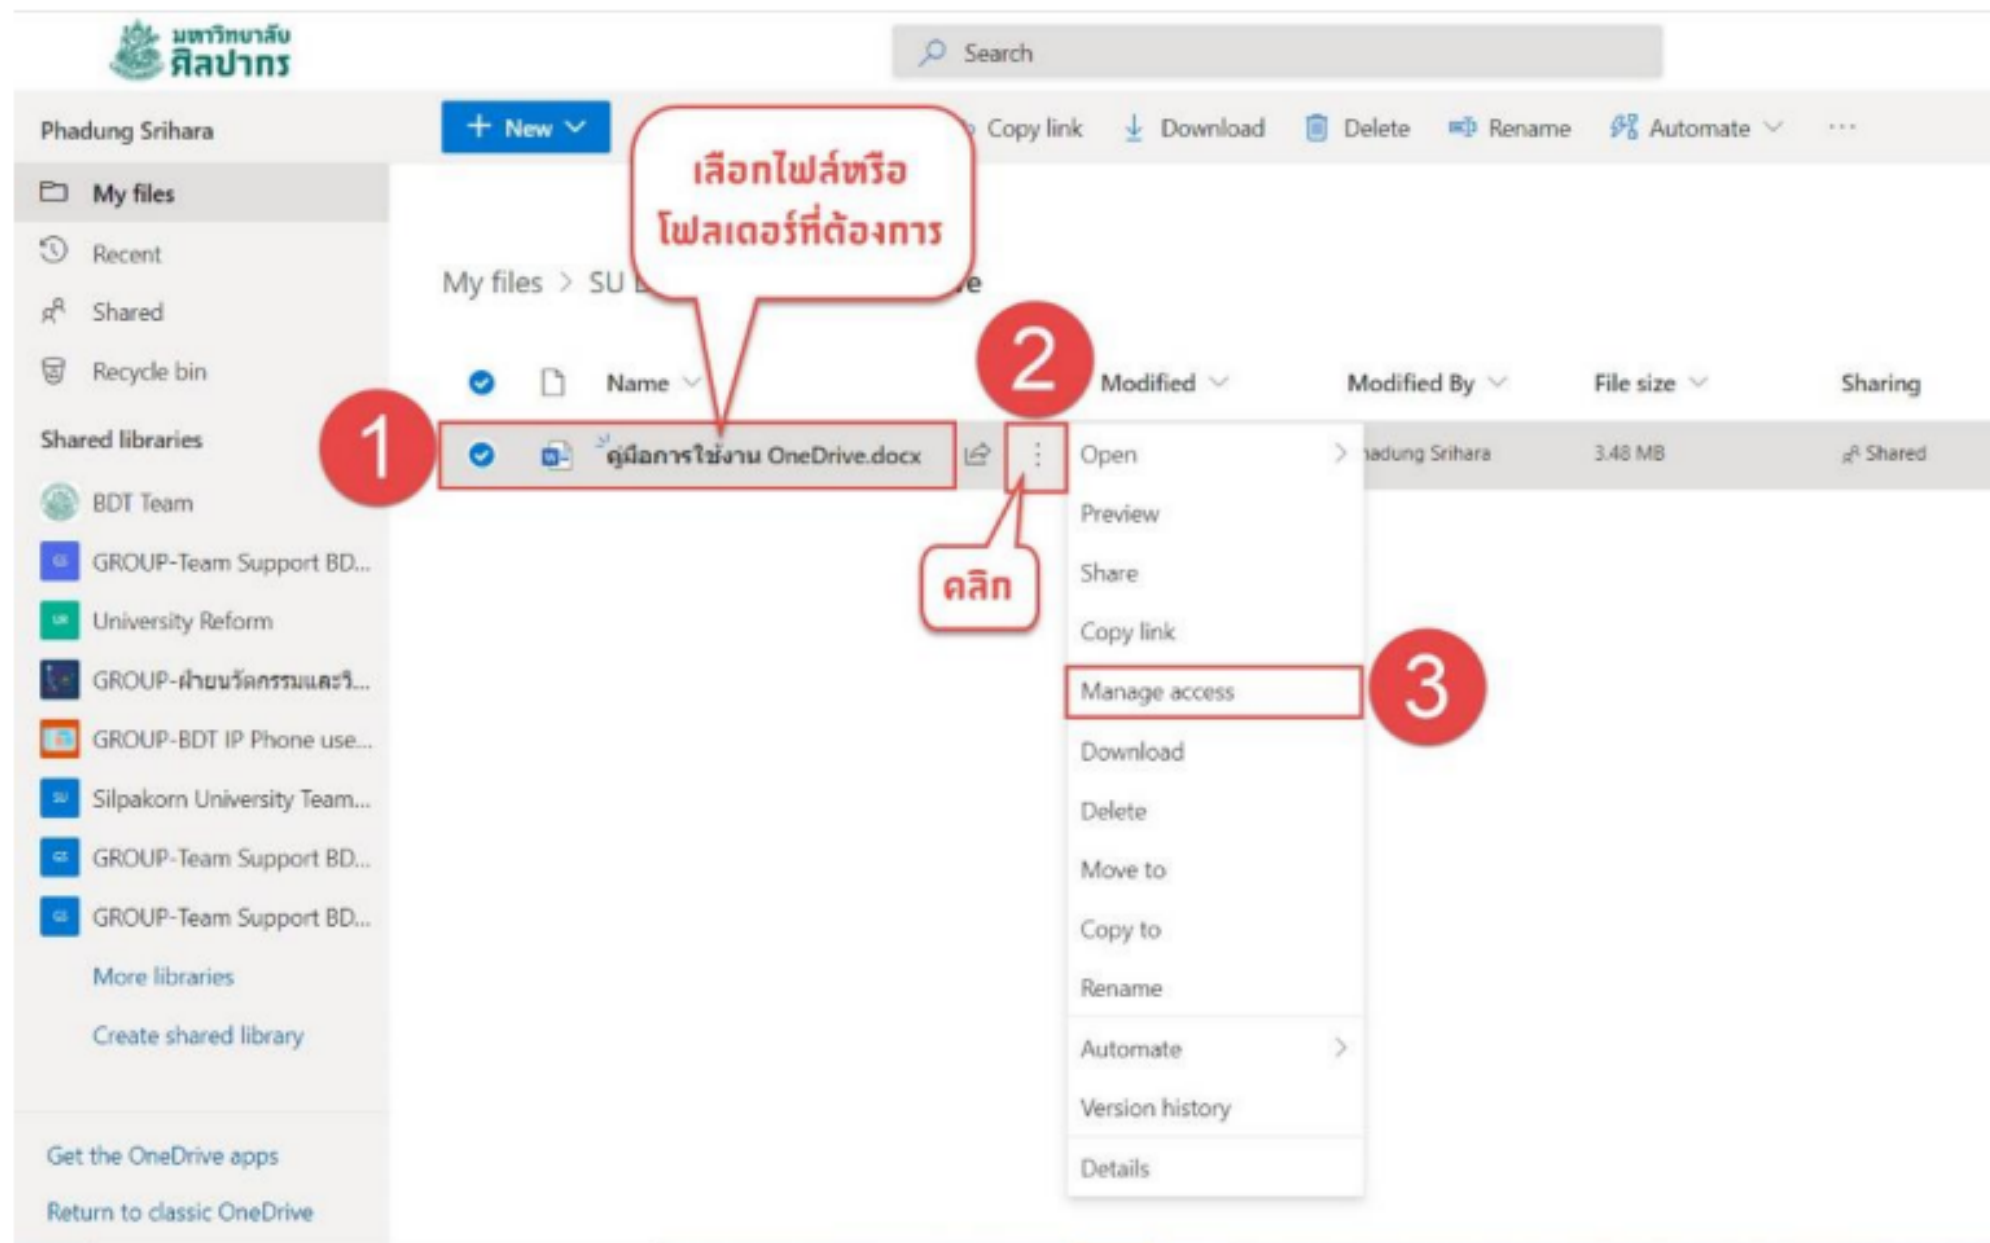 มหาวิทยาลัย
ศิลปากร
Search
Phadung Srihara
+ New
Copy link
Download
Delete
Rename
Automate
...
เลือกไฟล์หรือ
โฟลเดอร์ที่ต้องการ
My files
Recent
Shared
Recycle bin
Shared libraries
BDT Team
GS
GROUP-Team Support BD...
UR
University Reform
GROUP-ฝ่ายนวัตกรรมและวิ...
GROUP-BDT IP Phone use...
SU
Silpakorn University Team...
GS
GROUP-Team Support BD...
GS
GROUP-Team Support BD...
More libraries
Create shared library
Get the OneDrive apps
Return to classic OneDrive
My files > SU
Name
Modified
Modified By
File size
Sharing
1
คู่มือการใช้งาน OneDrive.docx
2
คลิก
Srihara
3.48 MB
Shared
Open
Preview
Share
Copy link
Manage access
3
Download
Delete
Move to
Copy to
Rename
Automate
Version history
Details